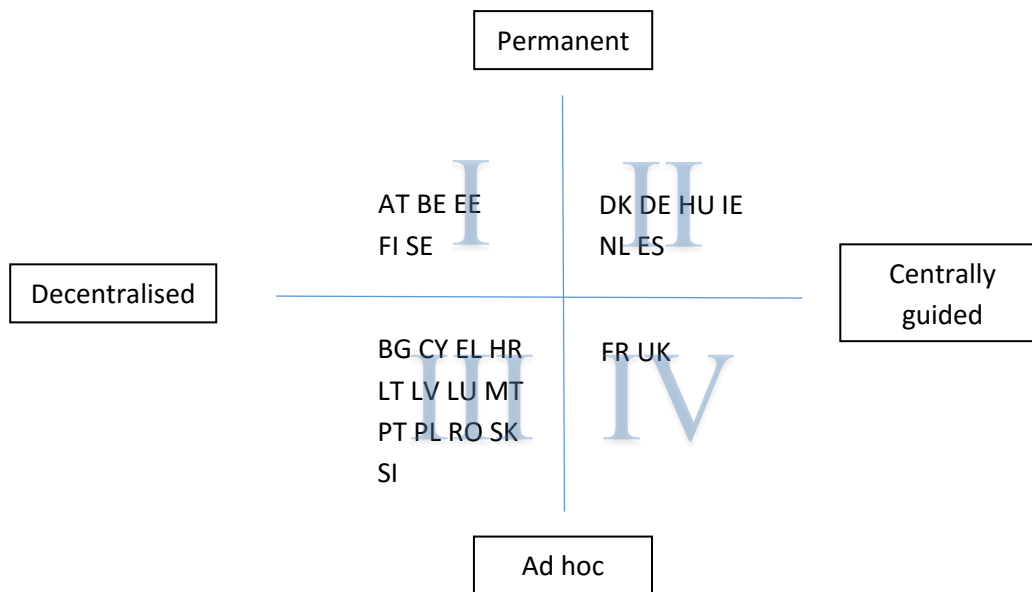 Permanent
I
II
AT BE EE
FI SE
DK DE HU IE
NL ES
Decentralised
Centrally
guided
BG CY EL HR
LT LV LU MT
PT PL RO SK
SI
III
FR UK
IV
Ad hoc